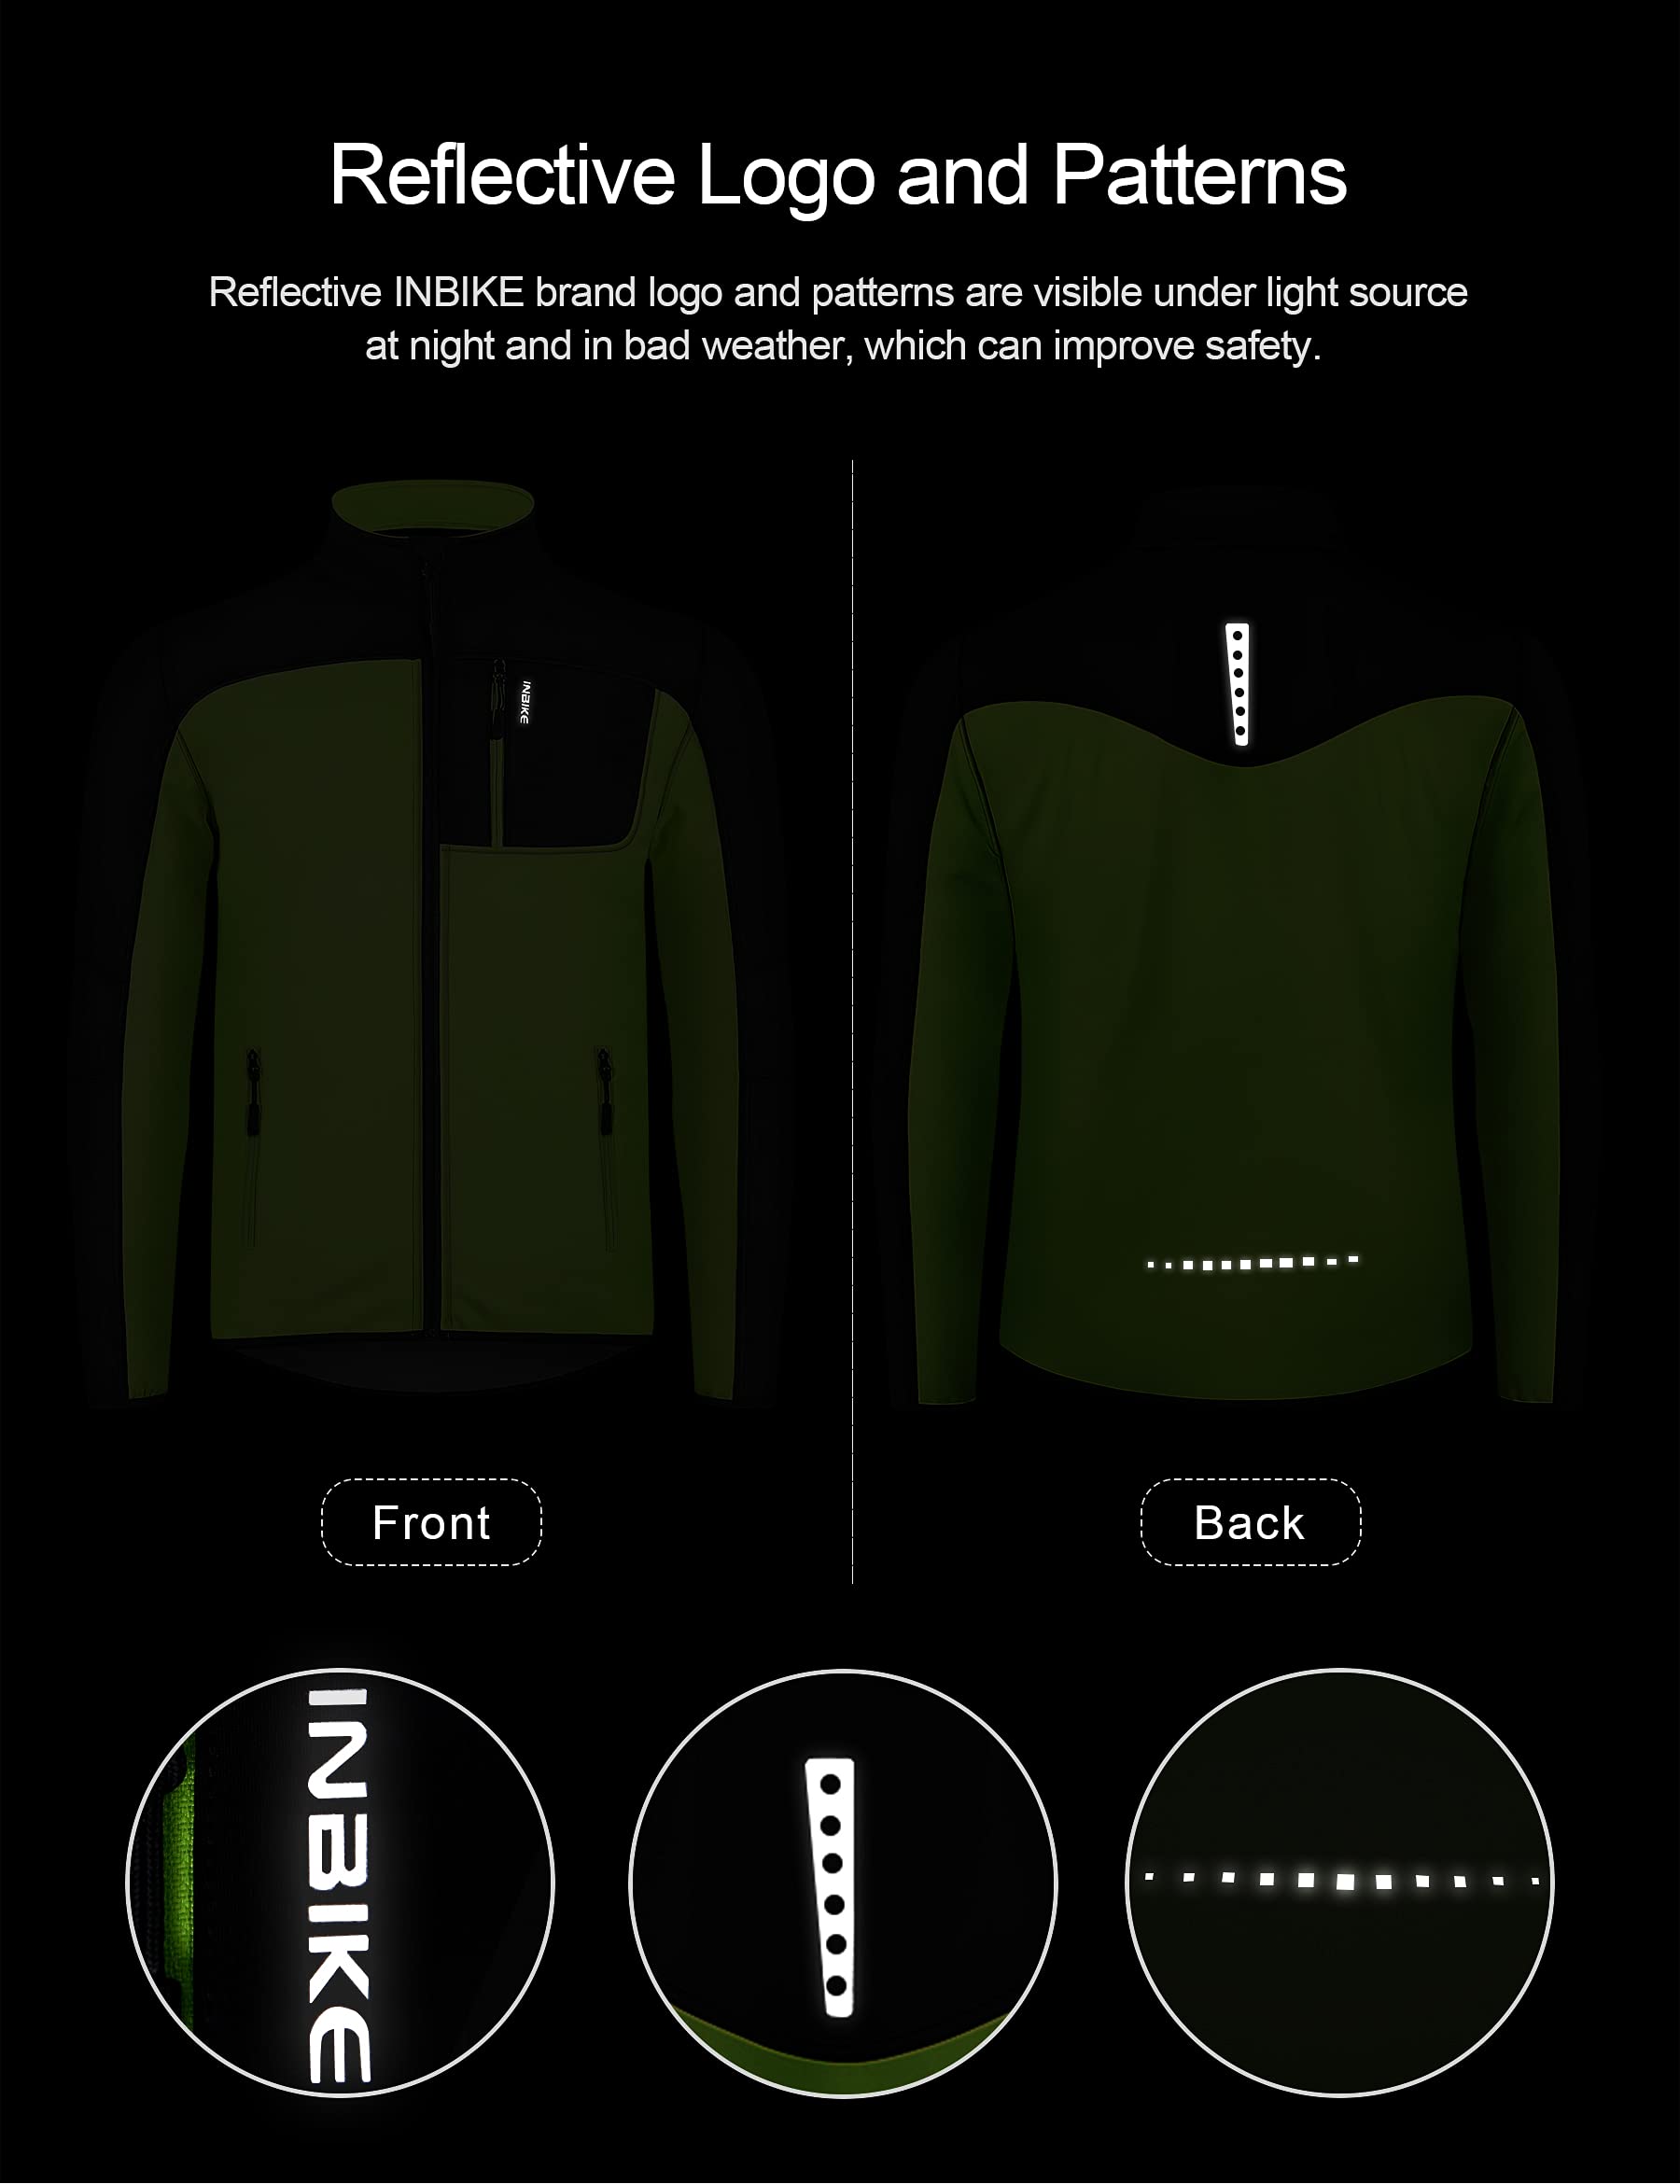 Reflective Logo and Patterns
Reflective INBIKE brand logo and patterns are visible under light source
at night and in bad weather, which can improve safety.
INBIKE
Front
Back
INBIKE